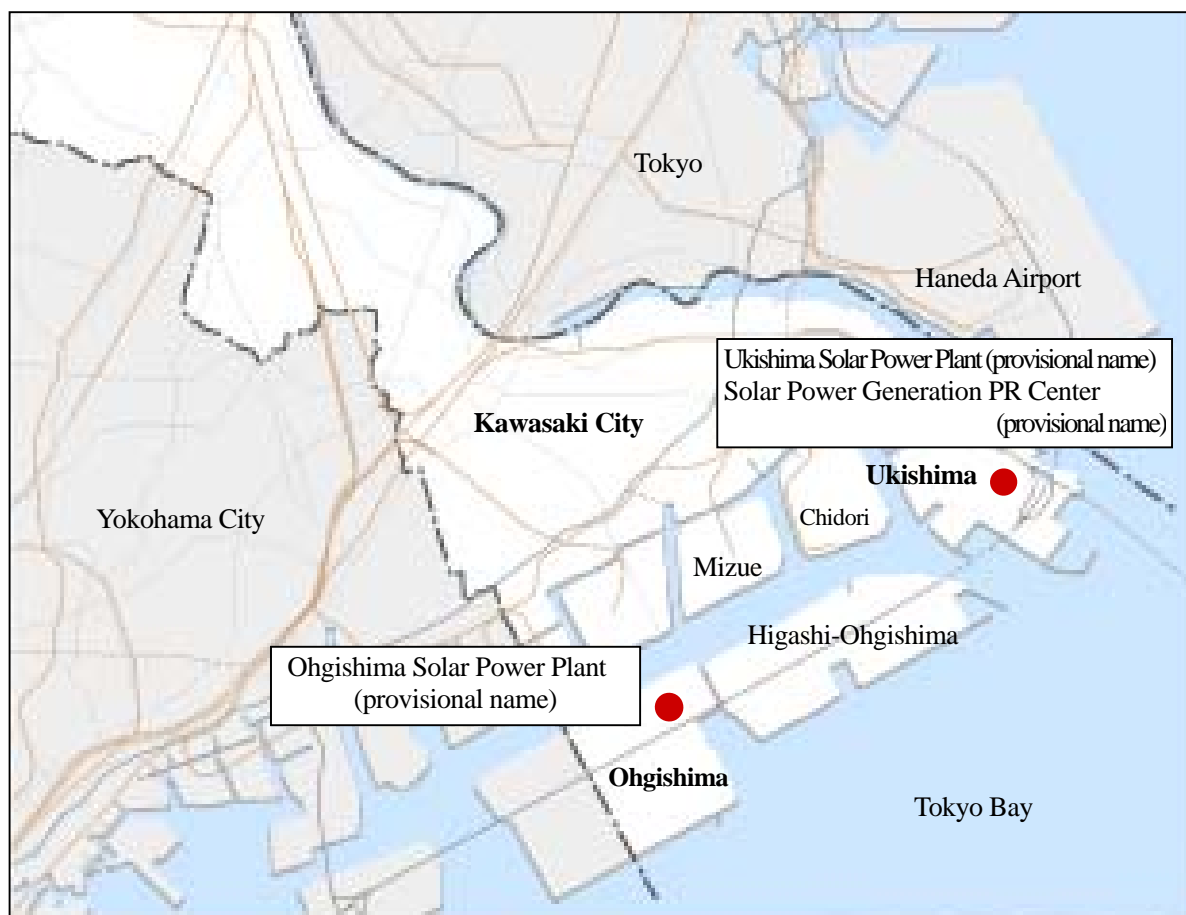 Tokyo
Haneda Airport
Ukishima Solar Power Plant (provisional name)
Solar Power Generation PR Center
(provisional name)
Kawasaki City
Ukishima
Yokohama City
Chidori
Mizue
Higashi-Ohgishima
Ohgishima Solar Power Plant
(provisional name)
Ohgishima
Tokyo Bay